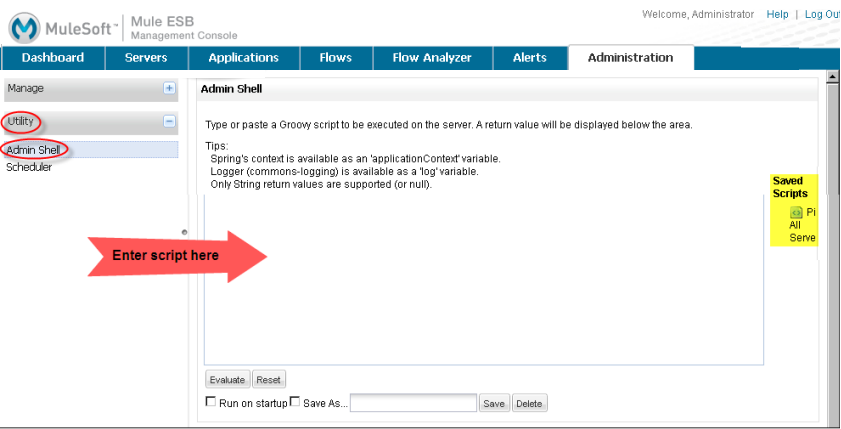 Welcome, Administrator Help | Log Out
MuleSoft™ Mule ESB
Management Console
Dashboard Servers Applications Flows Flow Analyzer Alerts Administration
Manage
Utility
Admin Shell
Scheduler
Admin Shell
Type or paste a Groovy script to be executed on the server. A return value will be displayed below the area.
Tips:
Spring's context is available as an 'applicationContext' variable.
Logger (commons-logging) is available as a 'log' variable.
Only String return values are supported (or null).
Saved
Scripts
Pi
All
Serve
Enter script here
Evaluate Reset
Run on startup Save As... Save Delete